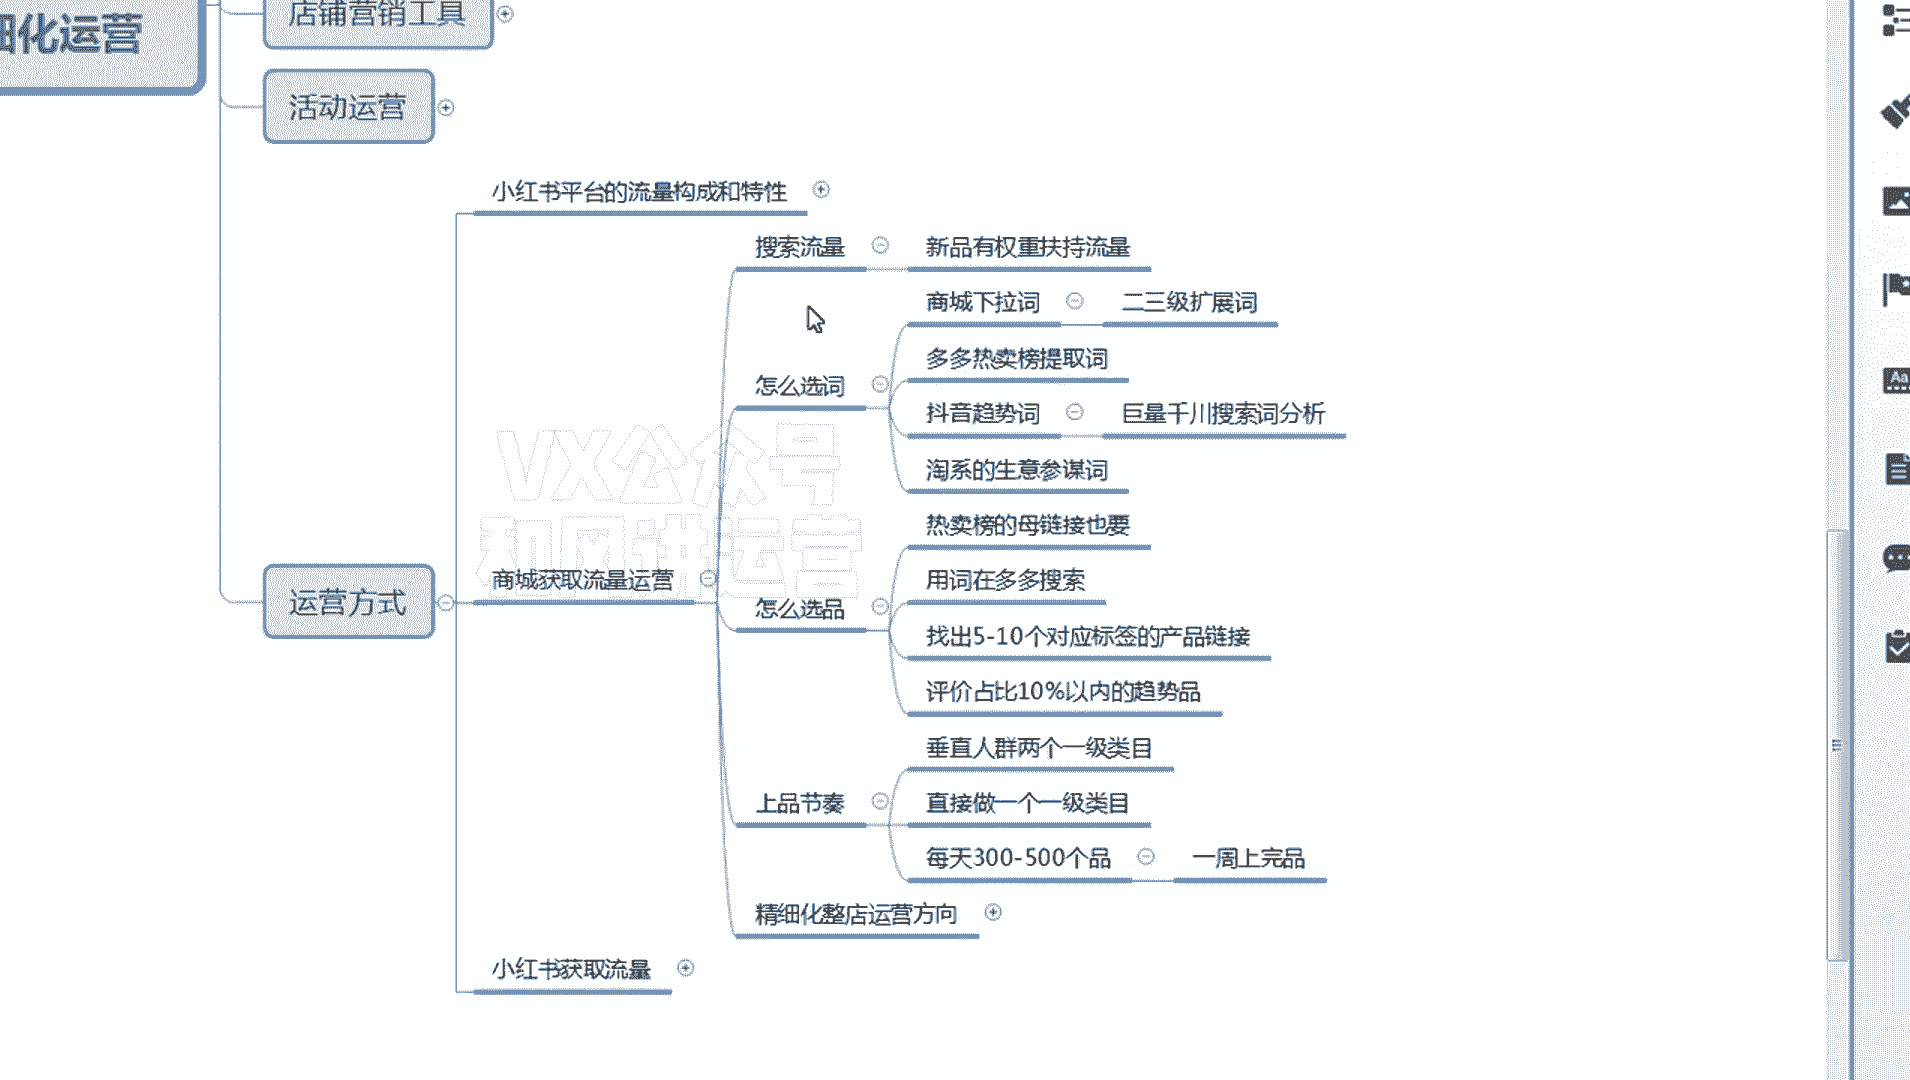 细化运营
店铺营销工具
活动运营
小红书平台的流量构成和特性
搜索流量
新品有权重扶持流量
商城下拉词
二三级扩展词
怎么选词
多多热卖榜提取词
抖音趋势词
巨量千川搜索词分析
淘系的生意参谋词
VX公众号
和风讲运营
运营方式
商城获取流量运营
怎么选品
热卖榜的母链接也要
用词在多多搜索
找出5-10个对应标签的产品链接
评价占比10%以内的趋势品
上品节奏
垂直人群两个一级类目
直接做一个一级类目
每天300-500个品
一周上完品
精细化整店运营方向
小红书获取流量
Aa